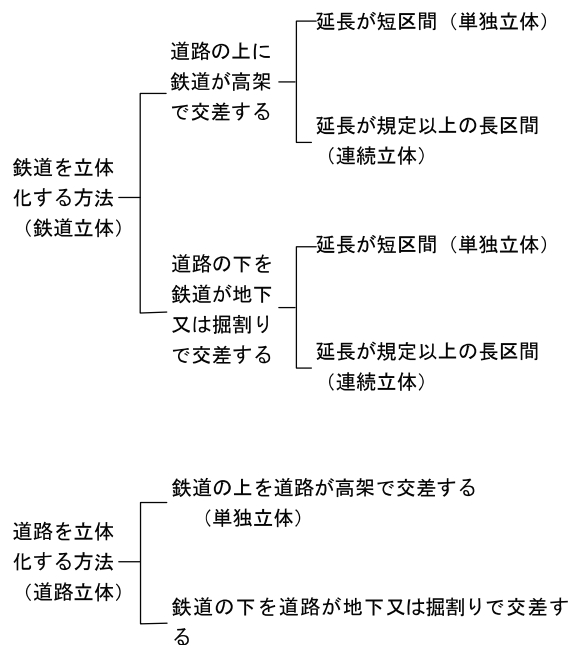 鉄道を立体
化する方法
（鉄道立体）
道路の上に
鉄道が高架
で交差する
延長が短区間（単独立体）
延長が規定以上の長区間
（連続立体）
道路の下を
鉄道が地下
又は掘割り
で交差する
延長が短区間（単独立体）
延長が規定以上の長区間
（連続立体）
道路を立体
化する方法
（道路立体）
鉄道の上を道路が高架で交差する
（単独立体）
鉄道の下を道路が地下又は掘割りで交差す
る